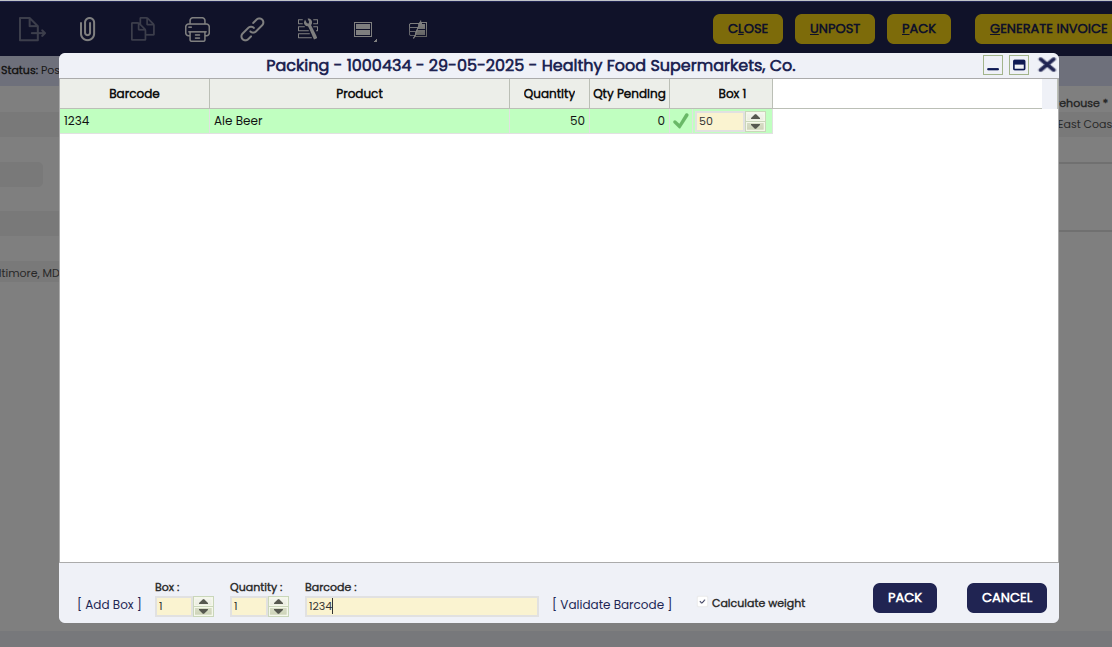 CLOSE UNPOST PACK GENERATE INVOICE
Status: Pos
Packing - 1000434 - 29-05-2025 - Healthy Food Supermarkets, Co.
Barcode Product Quantity Qty Pending Box 1
ehouse *
1234 Ale Beer 50 0 50
East Coas
ltimore, MD
Box : Quantity : Barcode :
[ Add Box ] 1 1 1234 [ Validate Barcode ] Calculate weight PACK CANCEL